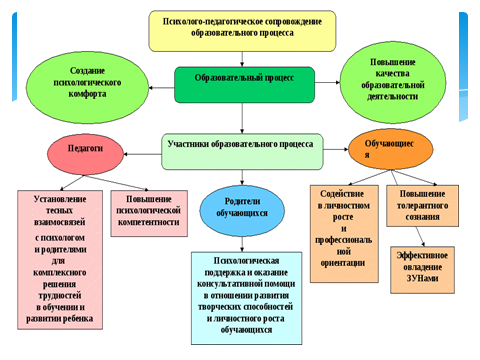 Психолого-педагогическое сопровождение
образовательного процесса
Создание
психологического
комфорта
Образовательный процесс
Повышение
качества
образовательной
деятельности
Педагоги
Участники образовательного процесса
Обучающиес
я
Установление
тесных
взаимосвязей
с психологом
и родителями
для
комплексного
решения
трудностей
в обучении и
развитии ребенка
Повышение
психологической
компетентности
Родители
обучающихся
Психологическая
поддержка и оказание
консультативной помощи
в отношении развития
творческих способностей
и личностного роста
обучающихся
Содействие
в личностном
росте
и
профессиональ
ной
ориентации
Повышение
толерантного
сознания
Эффективное
овладение
ЗУНами